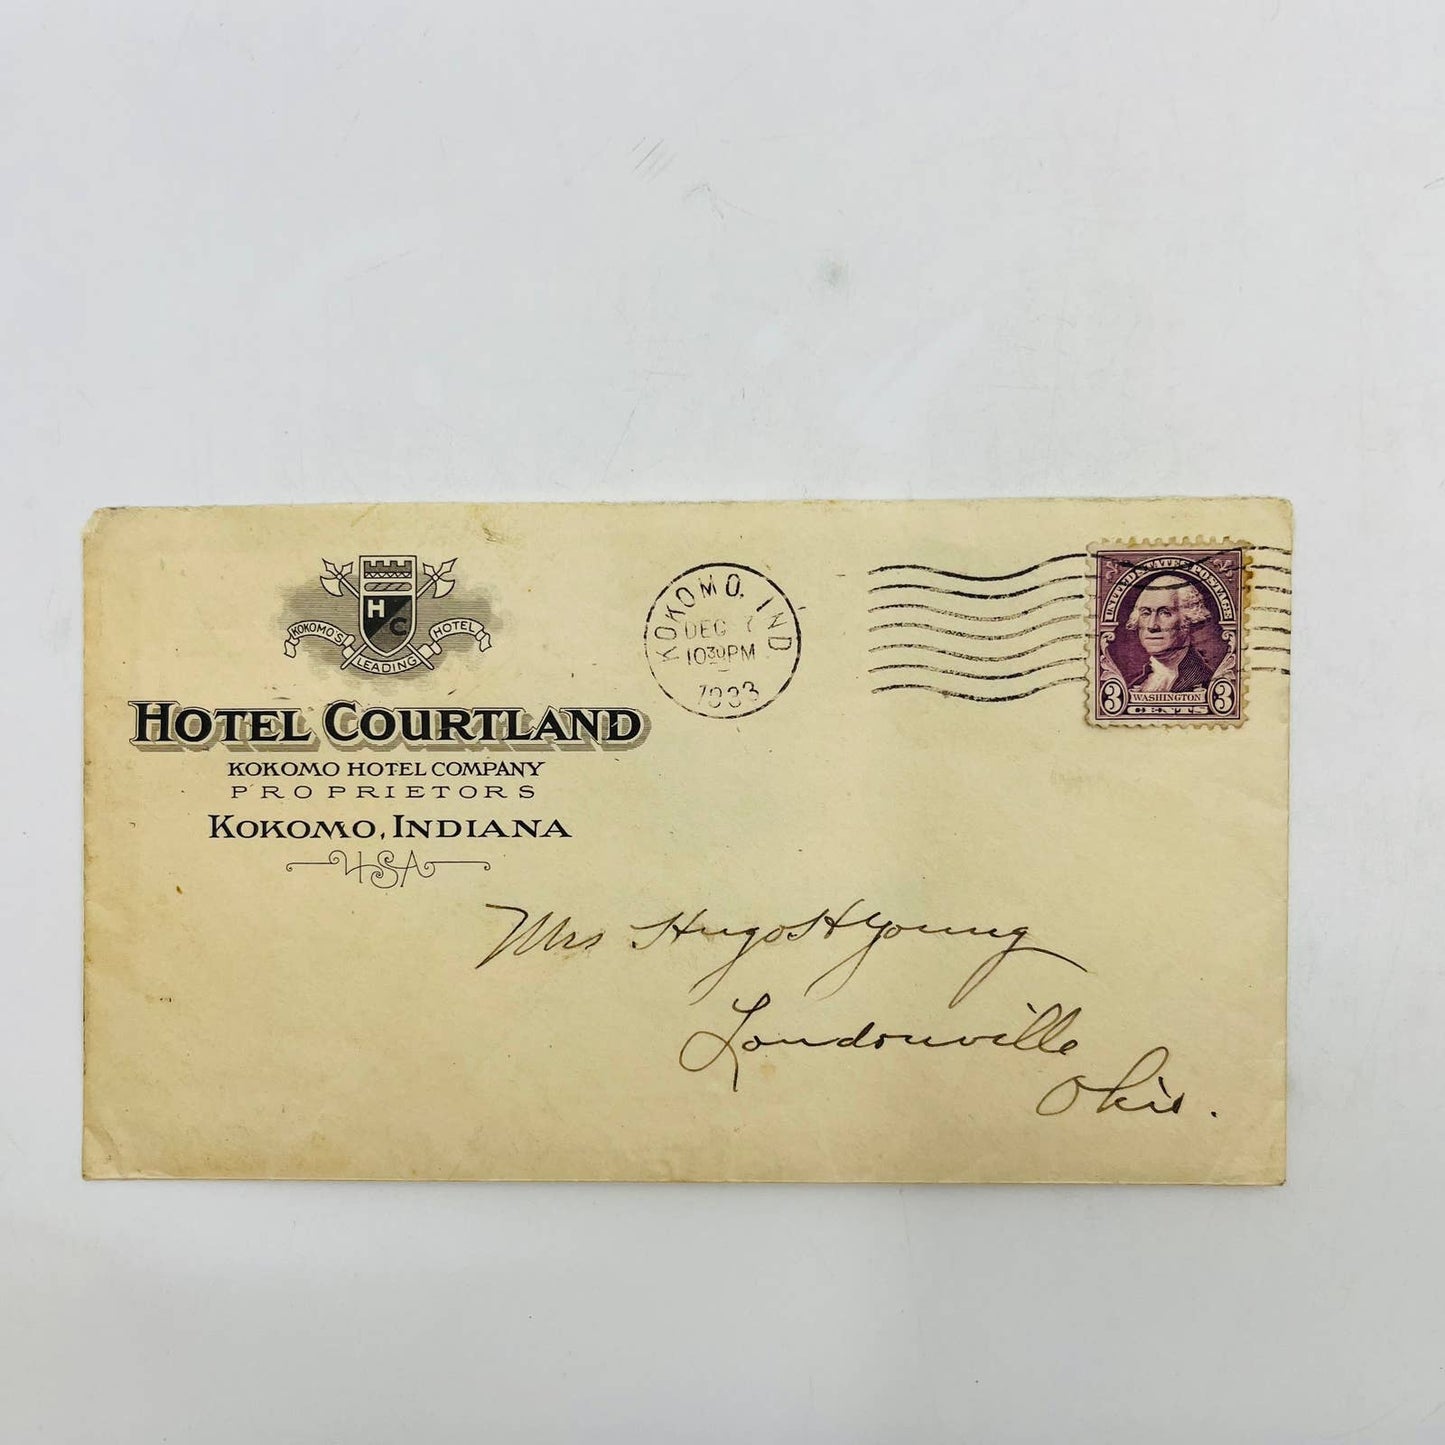 KOKOMO'S
LEADING
HOTEL
H
C
HOTEL COURTLAND
KOKOMO HOTEL COMPANY
PROPRIETORS
KOKOMO, INDIANA
USA
KOKOMO, IND
DEC 7
10 30 PM
1933
UNITED STATES POSTAGE
3 WASHINGTON 3
CENTS
Mrs Hugo H Young
Loudonville
Ohio.